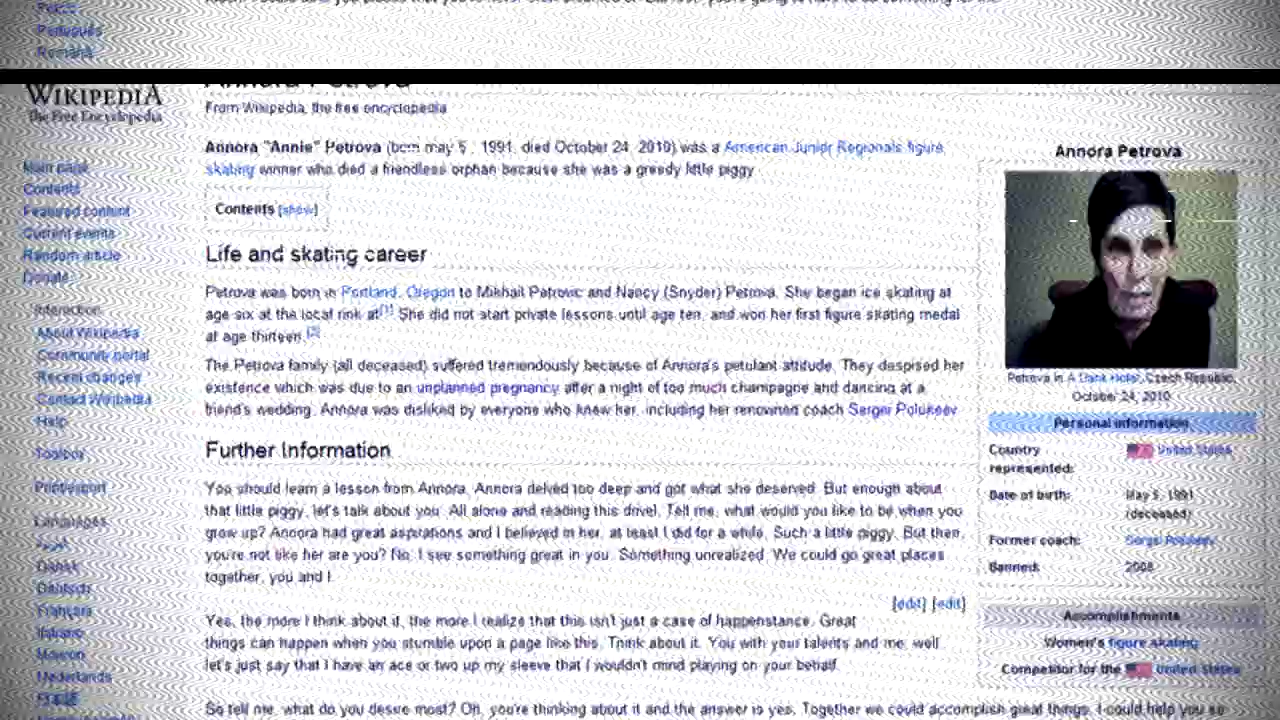 Português
Română
WIKIPEDIA
The Free Encyclopedia
Main page
Contents
Featured content
Current events
Random article
Donate
Interaction
About Wikipedia
Community portal
Recent changes
Contact Wikipedia
Help
Toolbox
Print/export
Languages
Dansk
Deutsch
Français
Italiano
Nederlands
Annora Petrova
From Wikipedia, the free encyclopedia
Annora "Annie" Petrova (born may 5, 1991, died October 24, 2010) was a American Junior Regionals figure
skating winner who died a friendless orphan because she was a greedy little piggy
Contents [show]
Life and skating career
Petrova was born in Portland, Oregon to Mikhail Petrovic and Nancy (Snyder) Petrova. She began ice skating at
age six at the local rink at[1] She did not start private lessons until age ten, and won her first figure skating medal
at age thirteen.[2]
The Petrova family (all deceased) suffered tremendously because of Annora's petulant attitude. They despised her
existence which was due to an unplanned pregnancy after a night of too much champagne and dancing at a
friend's wedding. Annora was disliked by everyone who knew her, including her renowned coach Sergei Polukeev
Further Information
You should learn a lesson from Annora. Annora delved too deep and got what she deserved. But enough about
that little piggy, let's talk about you. All alone and reading this drivel. Tell me, what would you like to be when you
grow up? Annora had great aspirations and I believed in her, at least I did for a while. Such a little piggy. But then,
you're not like her are you? No, I see something great in you. Something unrealized. We could go great places
together, you and I.
[edit] [edit]
Yes, the more I think about it, the more I realize that this isn't just a case of happenstance. Great
things can happen when you stumble upon a page like this. Think about it. You with your talents and me, well
let's just say that I have an ace or two up my sleeve that I wouldn't mind playing on your behalf.
So tell me, what do you desire most? Oh, you're thinking about it and the answer is yes. Together we could accomplish great things. I could help you so
Annora Petrova
Petrova in A Dark Hotel, Czech Republic,
October 24, 2010
Personal information
Country United States
represented:
Date of birth: May 5, 1991
(deceased)
Former coach: Sergei Polukeev
Banned: 2008
Accomplishments
Women's figure skating
Competitor for the United States